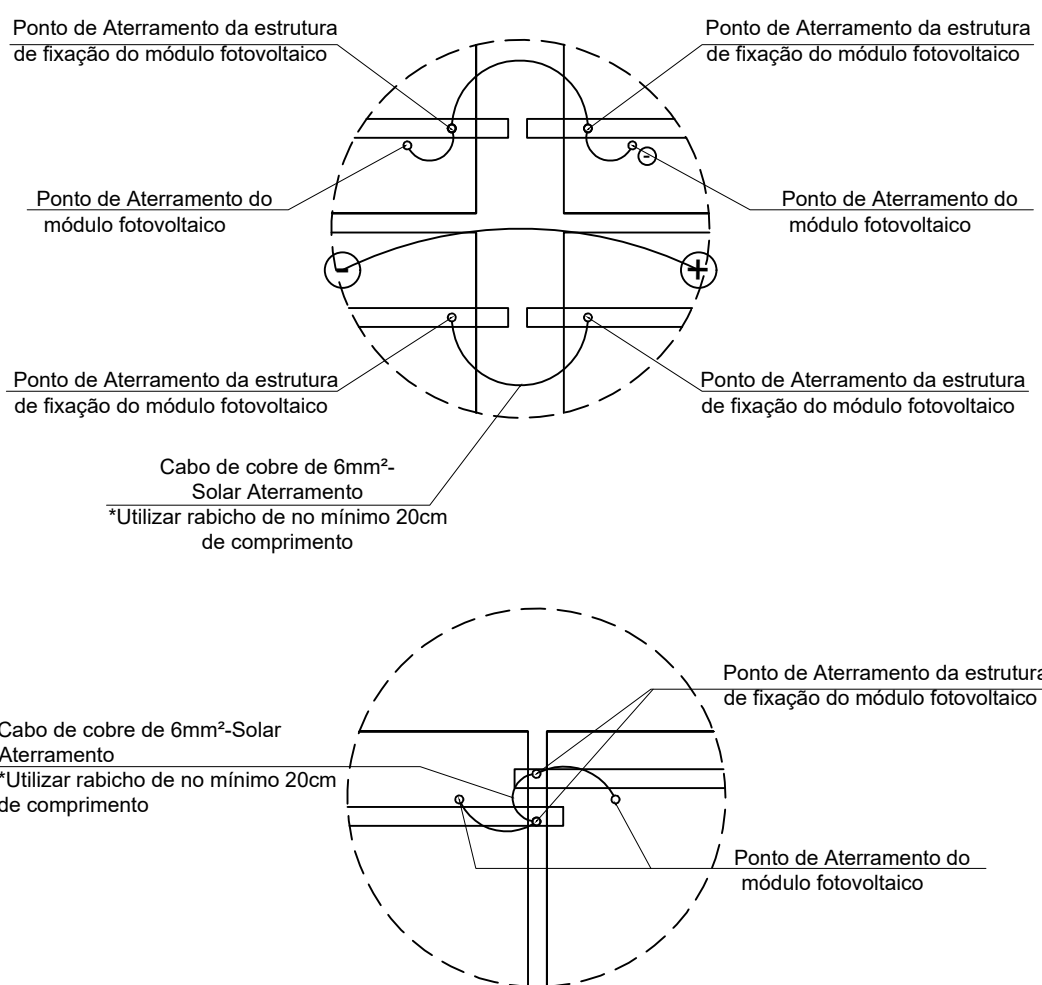 Ponto de Aterramento da estrutura
de fixação do módulo fotovoltaico
Ponto de Aterramento da estrutura
de fixação do módulo fotovoltaico
Ponto de Aterramento do
módulo fotovoltaico
-
Ponto de Aterramento do
módulo fotovoltaico
-
+
Ponto de Aterramento da estrutura
de fixação do módulo fotovoltaico
Ponto de Aterramento da estrutura
de fixação do módulo fotovoltaico
Cabo de cobre de 6mm²-
Solar Aterramento
*Utilizar rabicho de no mínimo 20cm
de comprimento
Ponto de Aterramento da estrutura
de fixação do módulo fotovoltaico
Cabo de cobre de 6mm²-Solar
Aterramento
*Utilizar rabicho de no mínimo 20cm
de comprimento
Ponto de Aterramento do
módulo fotovoltaico